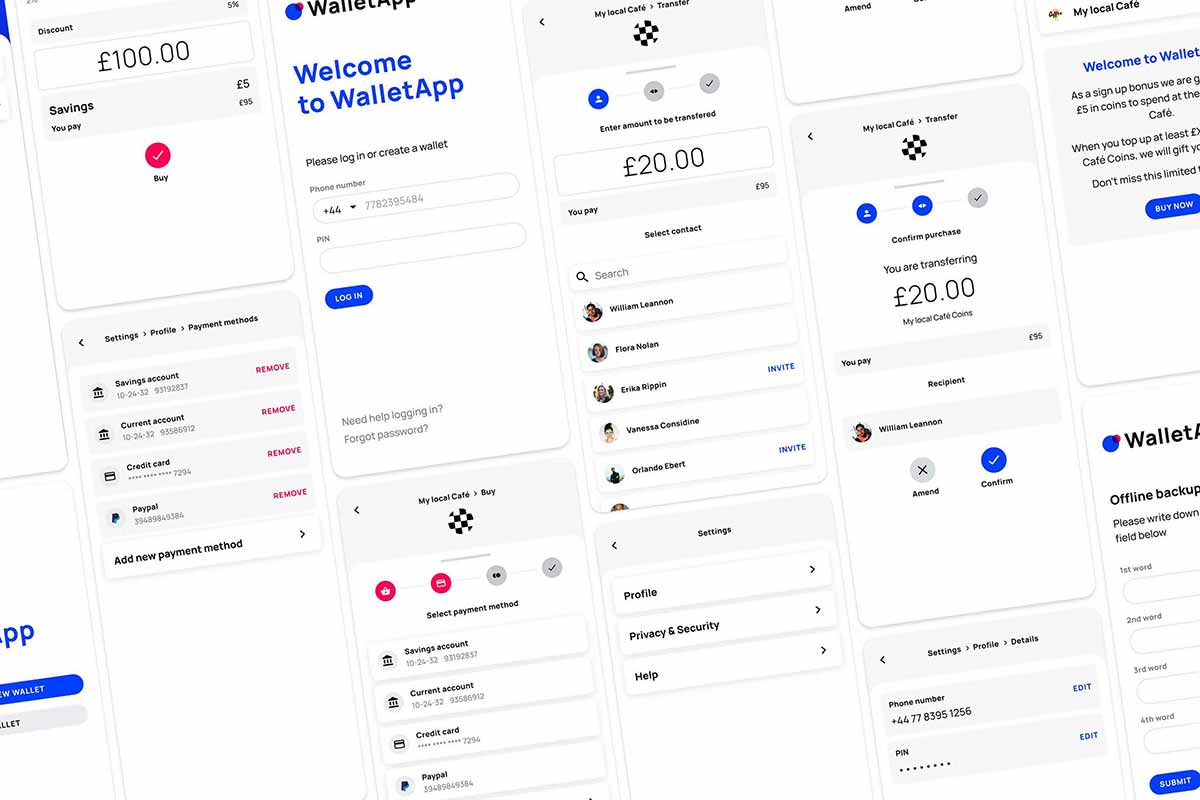 Discount
5%
£100.00
Savings
£5
You pay
£95
Buy
WalletApp
Welcome
to WalletApp
Please log in or create a wallet
Phone number
+44 7782395484
PIN
LOG IN
Need help logging in?
Forgot password?
My local Café > Transfer
Enter amount to be transfered
£20.00
You pay
£95
Select contact
Search
William Leannon
Flora Nolan
Erika Rippin
INVITE
Vanessa Considine
Orlando Ebert
INVITE
Amend
Confirm
My local Café > Transfer
Confirm purchase
You are transferring
£20.00
My local Café Coins
You pay
£95
Recipient
William Leannon
Amend
Confirm
My local Café
Welcome to Wallet
As a sign up bonus we are g
£5 in coins to spend at the
Café.
When you top up at least £X
Café Coins, we will gift yo
Don't miss this limited t
BUY NOW
Settings > Profile > Payment methods
Savings account
10-24-32 93192837
REMOVE
Current account
10-24-32 93586912
REMOVE
Credit card
•••• •••• •••• 7294
REMOVE
Paypal
39489849384
REMOVE
Add new payment method
App
EW WALLET
ALLET
My local Café > Buy
Select payment method
Savings account
10-24-32 93192837
Current account
10-24-32 93586912
Credit card
•••• •••• •••• 7294
Paypal
39489849384
Settings
Profile
Privacy & Security
Help
Settings > Profile > Details
Phone number
+44 77 8395 1256
EDIT
PIN
••••••••
EDIT
WalletA
Offline backup
Please write down
field below
1st word
2nd word
3rd word
4th word
SUBMIT